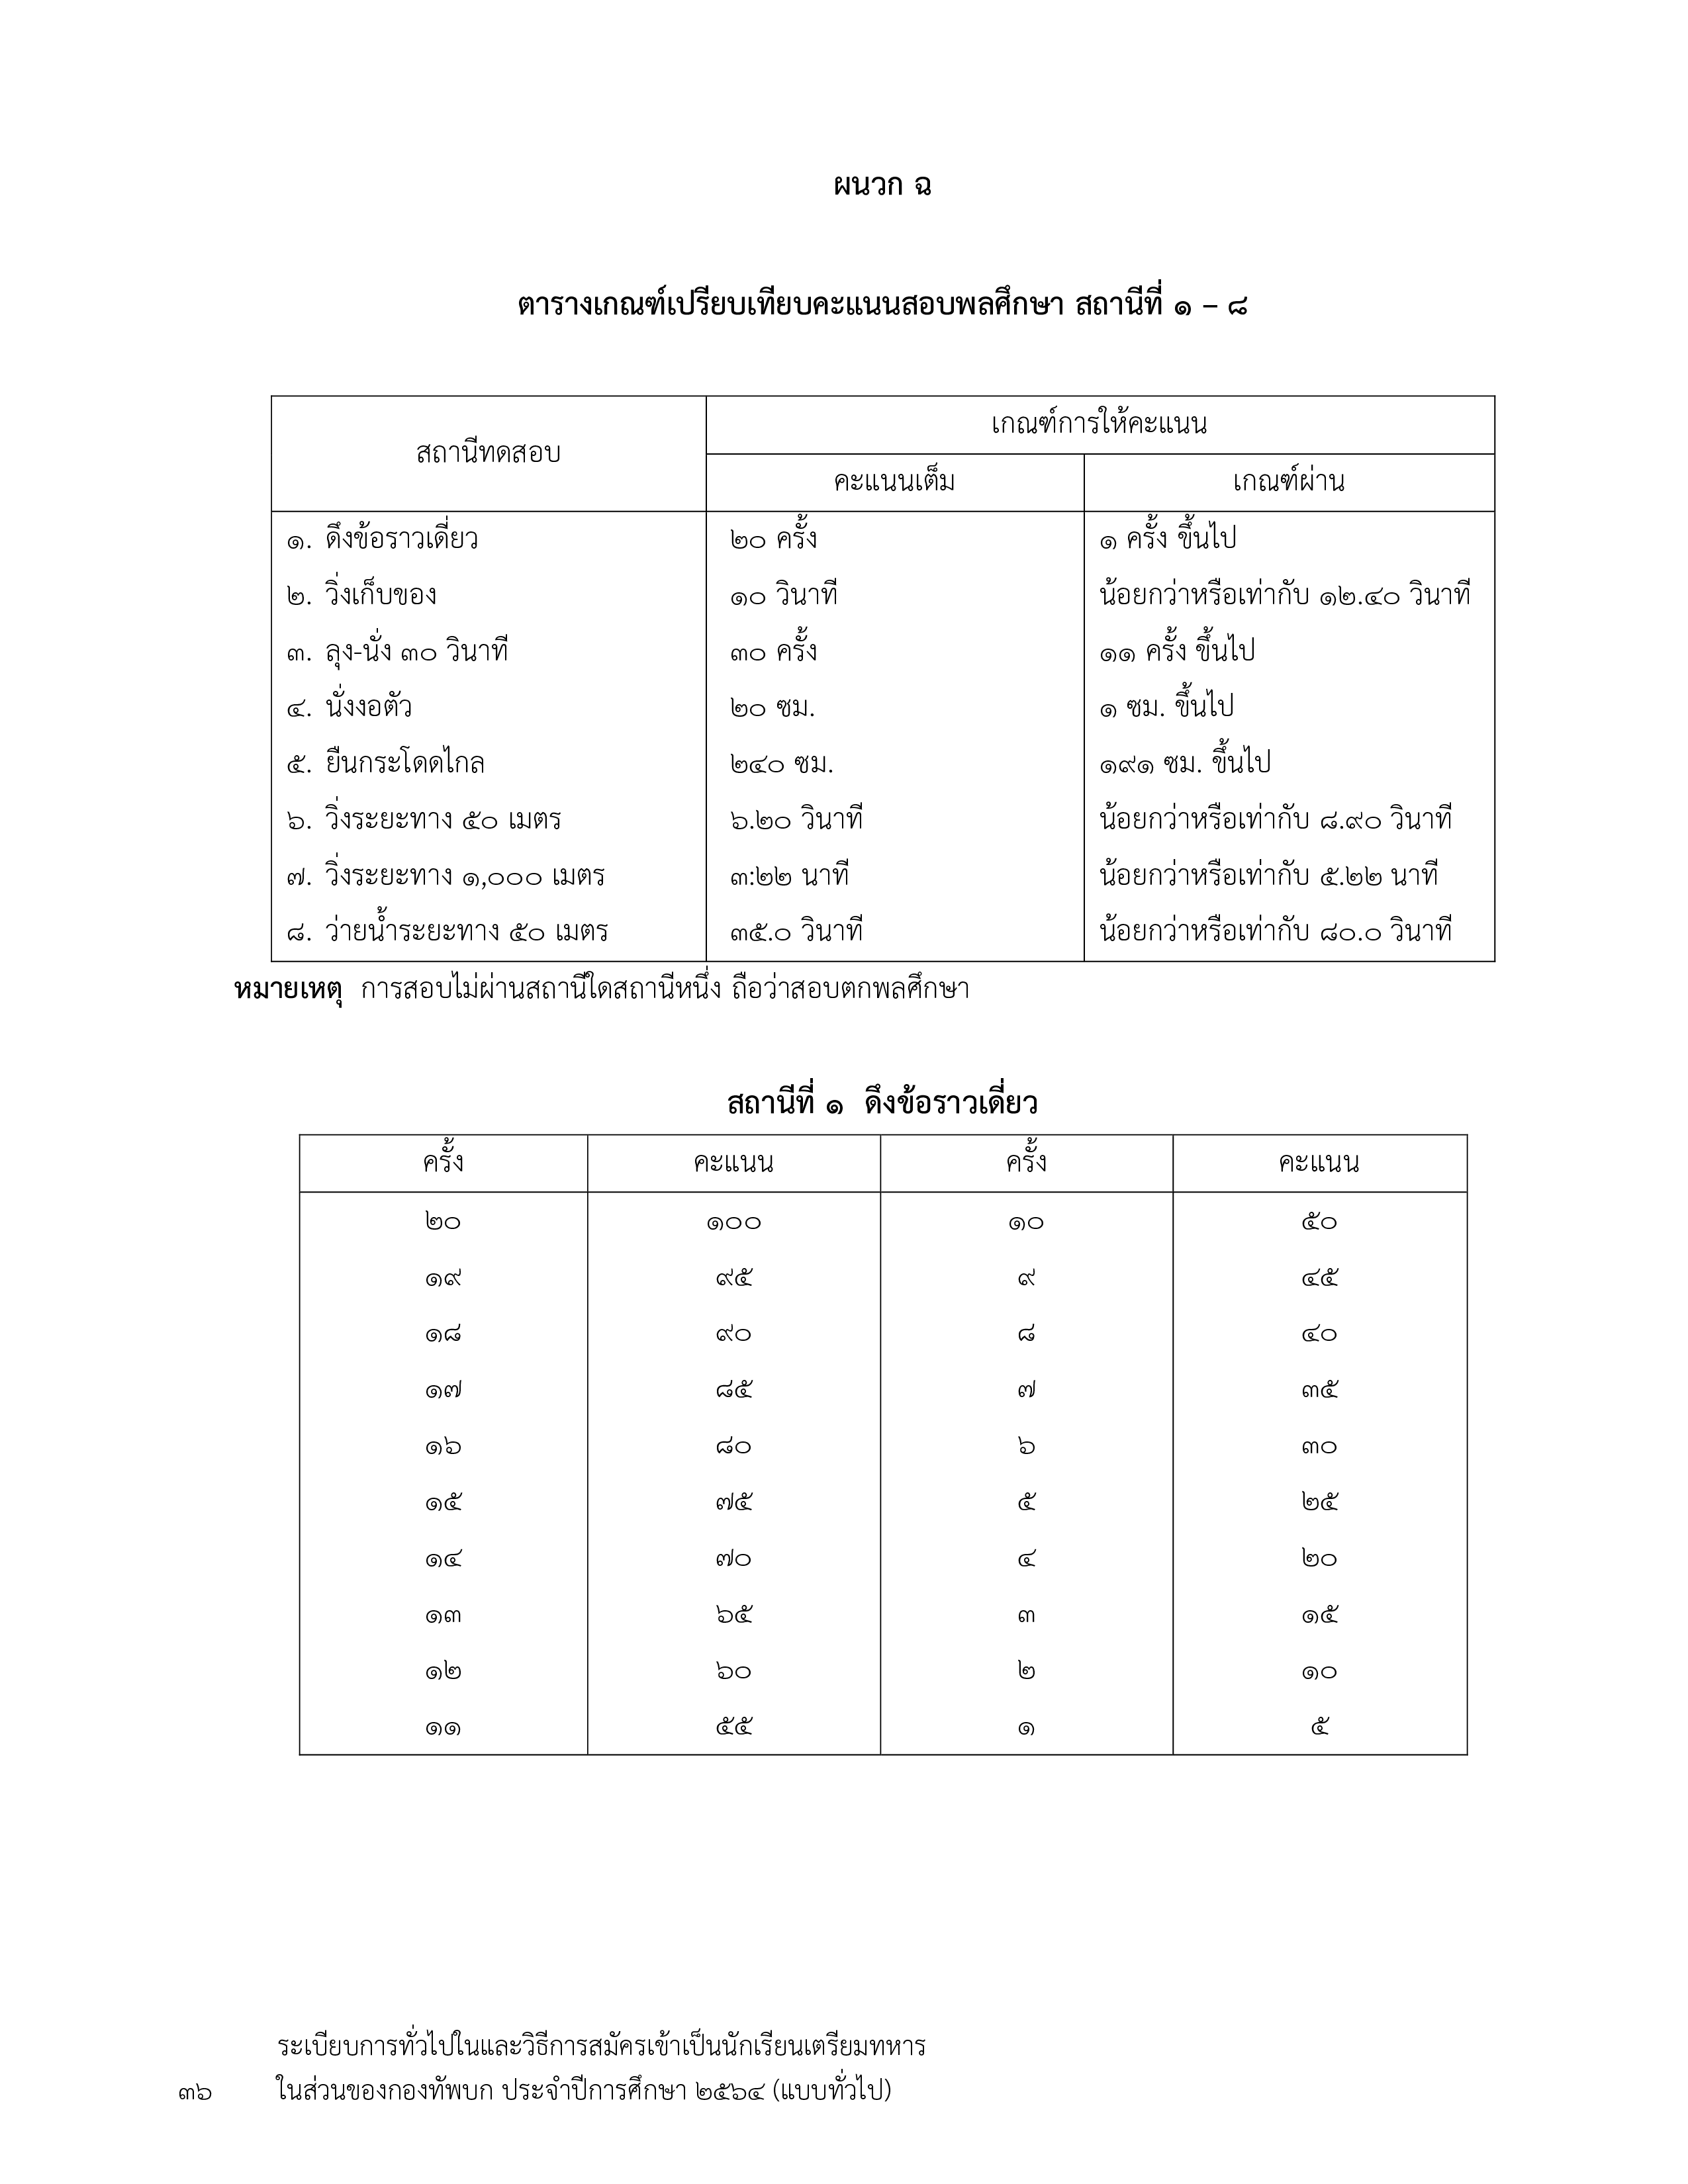 ผนวก ฉ
ตารางเกณฑ์เปรียบเทียบคะแนนสอบพลศึกษา สถานีที่ ๑ – ๘
สถานีทดสอบ เกณฑ์การให้คะแนน
คะแนนเต็ม เกณฑ์ผ่าน
๑. ดึงข้อราวเดี่ยว ๒๐ ครั้ง ๑ ครั้ง ขึ้นไป
๒. วิ่งเก็บของ ๑๐ วินาที น้อยกว่าหรือเท่ากับ ๑๒.๔๐ วินาที
๓. ลุง-นั่ง ๓๐ วินาที ๓๐ ครั้ง ๑๑ ครั้ง ขึ้นไป
๔. นั่งงอตัว ๒๐ ซม. ๑ ซม. ขึ้นไป
๕. ยืนกระโดดไกล ๒๔๐ ซม. ๑๙๑ ซม. ขึ้นไป
๖. วิ่งระยะทาง ๕๐ เมตร ๖.๒๐ วินาที น้อยกว่าหรือเท่ากับ ๘.๙๐ วินาที
๗. วิ่งระยะทาง ๑,๐๐๐ เมตร ๓:๒๒ นาที น้อยกว่าหรือเท่ากับ ๕.๒๒ นาที
๘. ว่ายน้ำระยะทาง ๕๐ เมตร ๓๕.๐ วินาที น้อยกว่าหรือเท่ากับ ๘๐.๐ วินาที
หมายเหตุ การสอบไม่ผ่านสถานีใดสถานีหนึ่ง ถือว่าสอบตกพลศึกษา
สถานีที่ ๑ ดึงข้อราวเดี่ยว
ครั้ง คะแนน ครั้ง คะแนน
๒๐ ๑๐๐ ๑๐ ๕๐
๑๙ ๙๕ ๙ ๔๕
๑๘ ๙๐ ๘ ๔๐
๑๗ ๘๕ ๗ ๓๕
๑๖ ๘๐ ๖ ๓๐
๑๕ ๗๕ ๕ ๒๕
๑๔ ๗๐ ๔ ๒๐
๑๓ ๖๕ ๓ ๑๕
๑๒ ๖๐ ๒ ๑๐
๑๑ ๕๕ ๑ ๕
ระเบียบการทั่วไปในและวิธีการสมัครเข้าเป็นนักเรียนเตรียมทหาร
๓๖ ในส่วนของกองทัพบก ประจำปีการศึกษา ๒๕๖๔ (แบบทั่วไป)